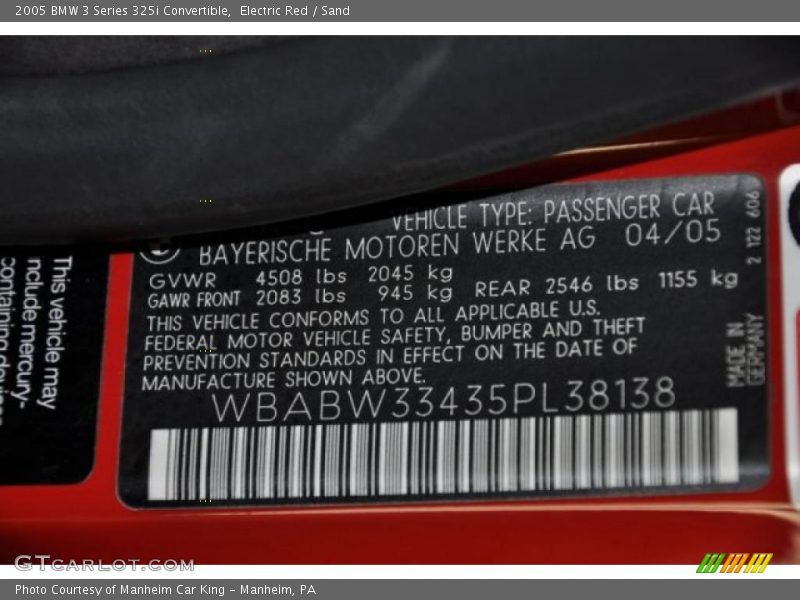 2005 BMW 3 Series 325i Convertible,  Electric Red / Sand
VEHICLE TYPE: PASSENGER CAR
BAYERISCHE MOTOREN WERKE AG 04/05
GVWR 4508 lbs 2045 kg
GAWR FRONT 2083 lbs 945 kg REAR 2546 lbs 1155 kg
THIS VEHICLE CONFORMS TO ALL APPLICABLE U.S.
FEDERAL MOTOR VEHICLE SAFETY, BUMPER AND THEFT
PREVENTION STANDARDS IN EFFECT ON THE DATE OF
MANUFACTURE SHOWN ABOVE.
WBABW33435PL38138
2 122 606
MADE IN
GERMANY
This vehicle may
include mercury-
containing
GTCARLOT.COM
Photo Courtesy of Manheim Car King - Manheim, PA